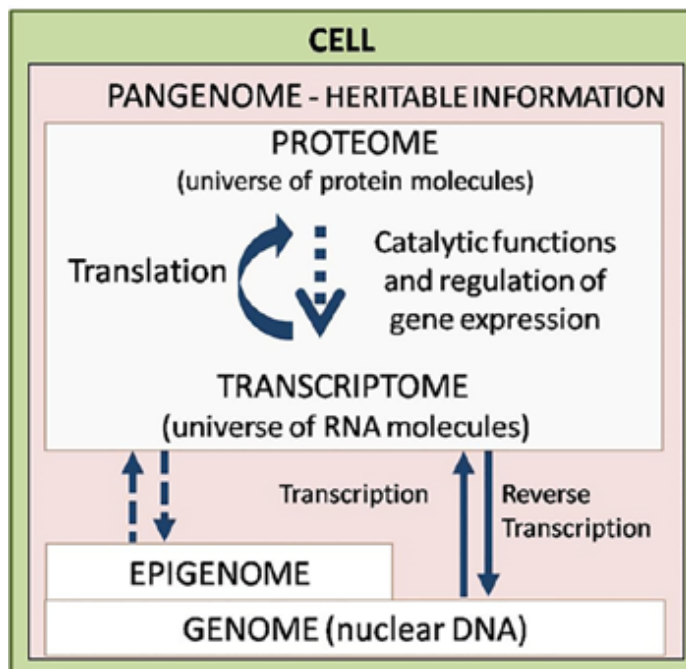 CELL
PANGENOME - HERITABLE INFORMATION
PROTEOME
(universe of protein molecules)
Translation
Catalytic functions
and regulation of
gene expression
TRANSCRIPTOME
(universe of RNA molecules)
Transcription
Reverse
Transcription
EPIGENOME
GENOME (nuclear DNA)